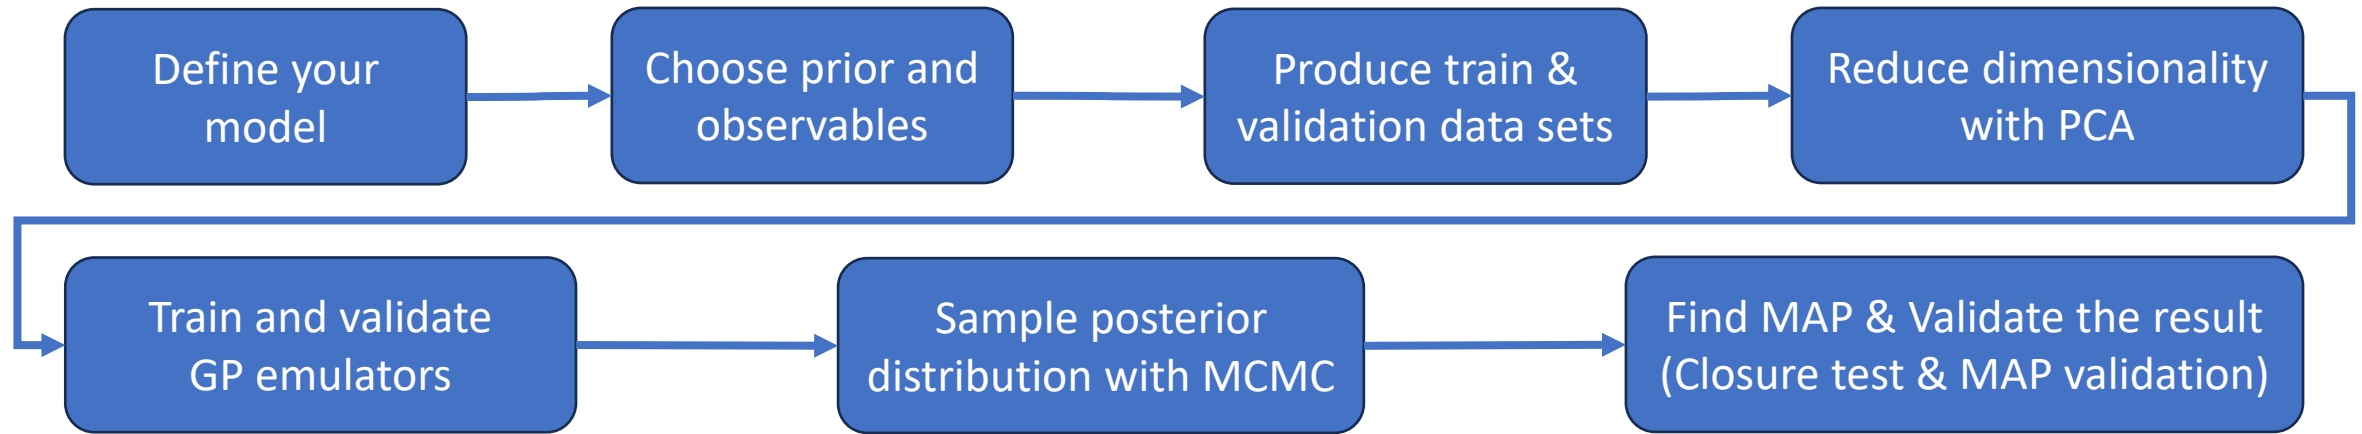 Define your
model
Choose prior and
observables
Produce train &
validation data sets
Reduce dimensionality
with PCA
Train and validate
GP emulators
Sample posterior
distribution with MCMC
Find MAP & Validate the result
(Closure test & MAP validation)